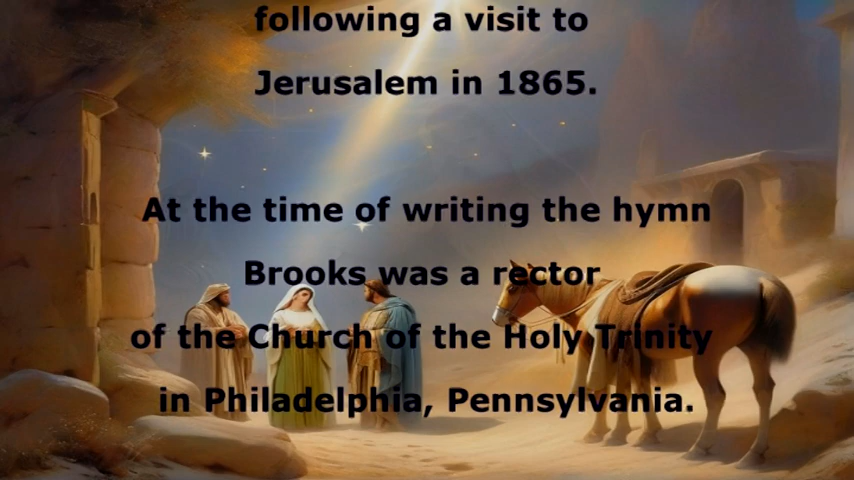 following a visit to
Jerusalem in 1865.
At the time of writing the hymn
Brooks was a rector
of the Church of the Holy Trinity
in Philadelphia, Pennsylvania.